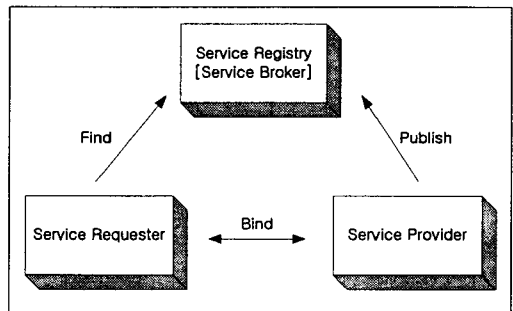 Service Registry
[Service Broker]
Find
Publish
Service Requester
Bind
Service Provider